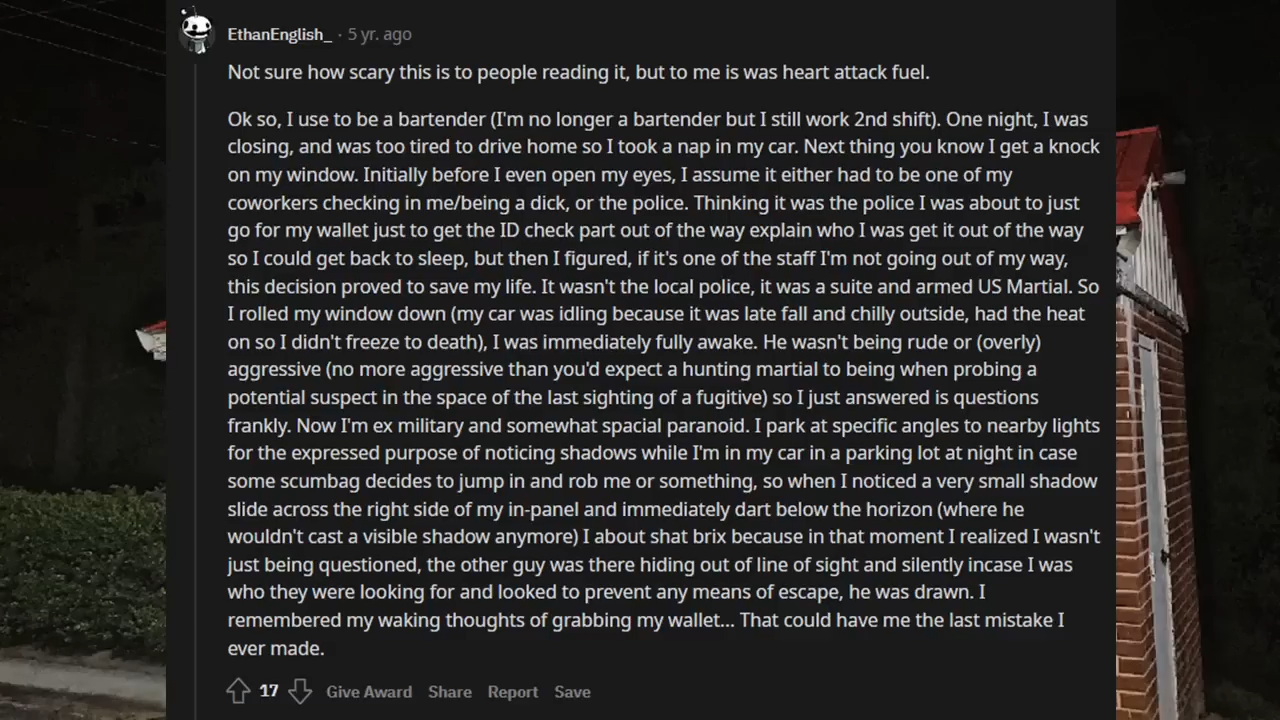 EthanEnglish_ · 5 yr. ago
Not sure how scary this is to people reading it, but to me is was heart attack fuel.
Ok so, I use to be a bartender (I'm no longer a bartender but I still work 2nd shift). One night, I was
closing, and was too tired to drive home so I took a nap in my car. Next thing you know I get a knock
on my window. Initially before I even open my eyes, I assume it either had to be one of my
coworkers checking in me/being a dick, or the police. Thinking it was the police I was about to just
go for my wallet just to get the ID check part out of the way explain who I was get it out of the way
so I could get back to sleep, but then I figured, if it's one of the staff I'm not going out of my way,
this decision proved to save my life. It wasn't the local police, it was a suite and armed US Martial. So
I rolled my window down (my car was idling because it was late fall and chilly outside, had the heat
on so I didn't freeze to death), I was immediately fully awake. He wasn't being rude or (overly)
aggressive (no more aggressive than you'd expect a hunting martial to being when probing a
potential suspect in the space of the last sighting of a fugitive) so I just answered is questions
frankly. Now I'm ex military and somewhat spacial paranoid. I park at specific angles to nearby lights
for the expressed purpose of noticing shadows while I'm in my car in a parking lot at night in case
some scumbag decides to jump in and rob me or something, so when I noticed a very small shadow
slide across the right side of my in-panel and immediately dart below the horizon (where he
wouldn't cast a visible shadow anymore) I about shat brix because in that moment I realized I wasn't
just being questioned, the other guy was there hiding out of line of sight and silently incase I was
who they were looking for and looked to prevent any means of escape, he was drawn. I
remembered my waking thoughts of grabbing my wallet... That could have me the last mistake I
ever made.
17 Give Award Share Report Save